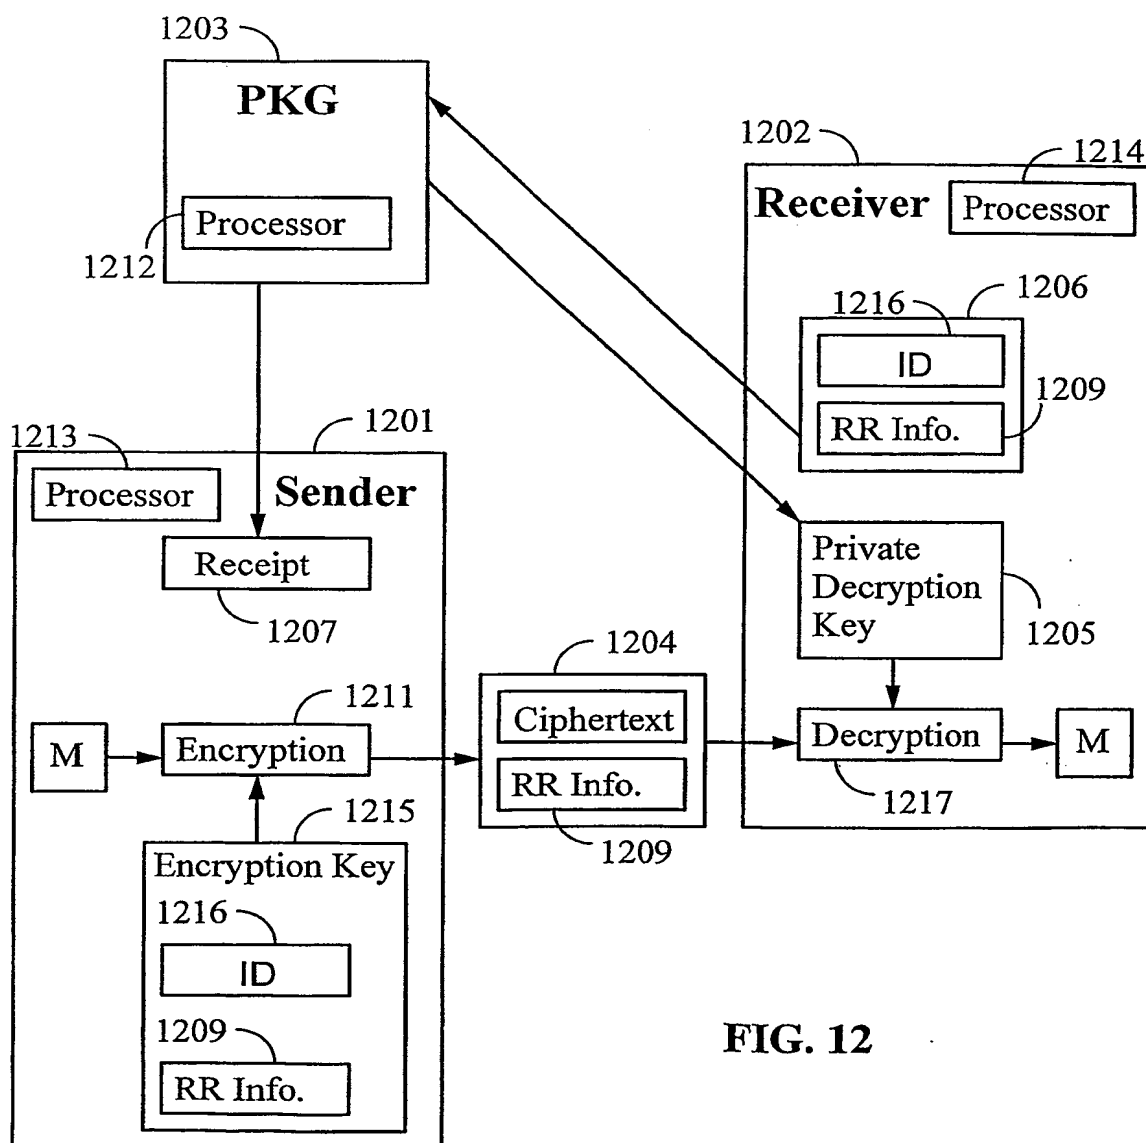 1203
PKG
Processor
1212
1202
1214
Receiver
Processor
1216
1206
ID
1209
RR Info.
Private
Decryption
Key
1205
Decryption
M
1217
1213
1201
Processor
Sender
Receipt
1207
1211
M
Encryption
1215
Encryption Key
1216
ID
1209
RR Info.
1204
Ciphertext
RR Info.
1209
FIG. 12